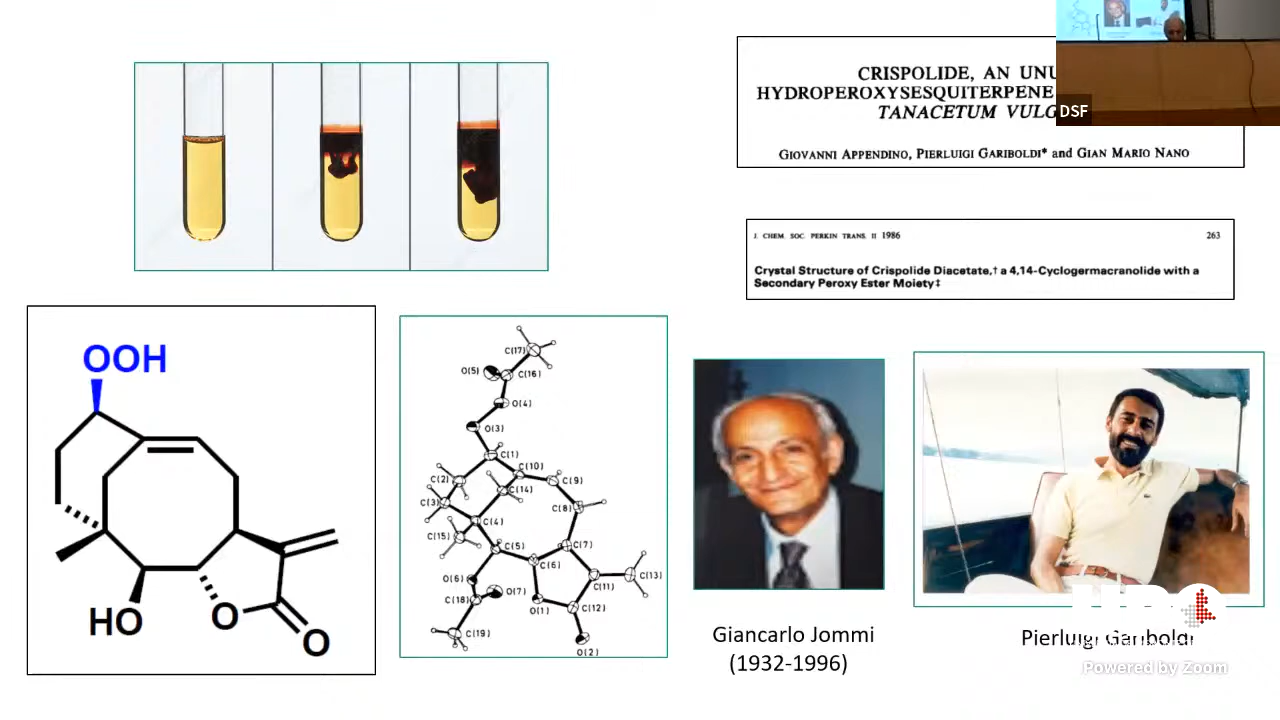 CRISPOLIDE, AN
HYDROPEROXYSESQUITERPENE
TANACETUM
GIOVANNI APPENDINO, PIERLUIGI GARIBOLDI* and GIAN MARIO NANO
DSF
J. CHEM. SOC. PERKIN TRANS. II 1986
263
Crystal Structure of Crispolide Diacetate,† a 4,14-Cyclogermacranolide with a
Secondary Peroxy Ester Moiety‡
OOH
HO
O
O
C(17)
O(5)
C(16)
O(4)
O(3)
C(1)
C(10)
C(2)
C(9)
C(14)
C(3)
C(8)
C(4)
C(15)
C(5)
C(7)
C(6)
O(6)
C(11)
C(13)
O(7)
C(18)
O(1)
C(12)
C(19)
O(2)
Giancarlo Jommi
(1932-1996)
Pierluigi Gariboldi
Powered by Zoom